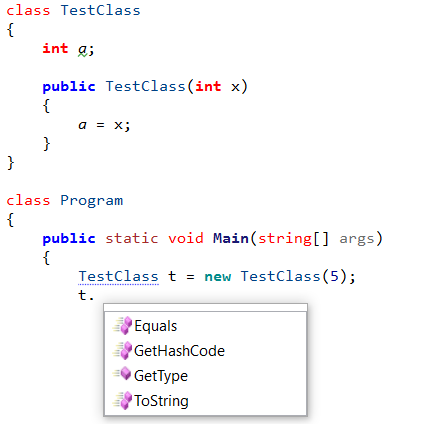 class TestClass
{
int a;
public TestClass(int x)
{
a = x;
}
}
class Program
{
public static void Main(string[] args)
{
TestClass t = new TestClass(5);
t.
Equals
GetHashCode
GetType
ToString